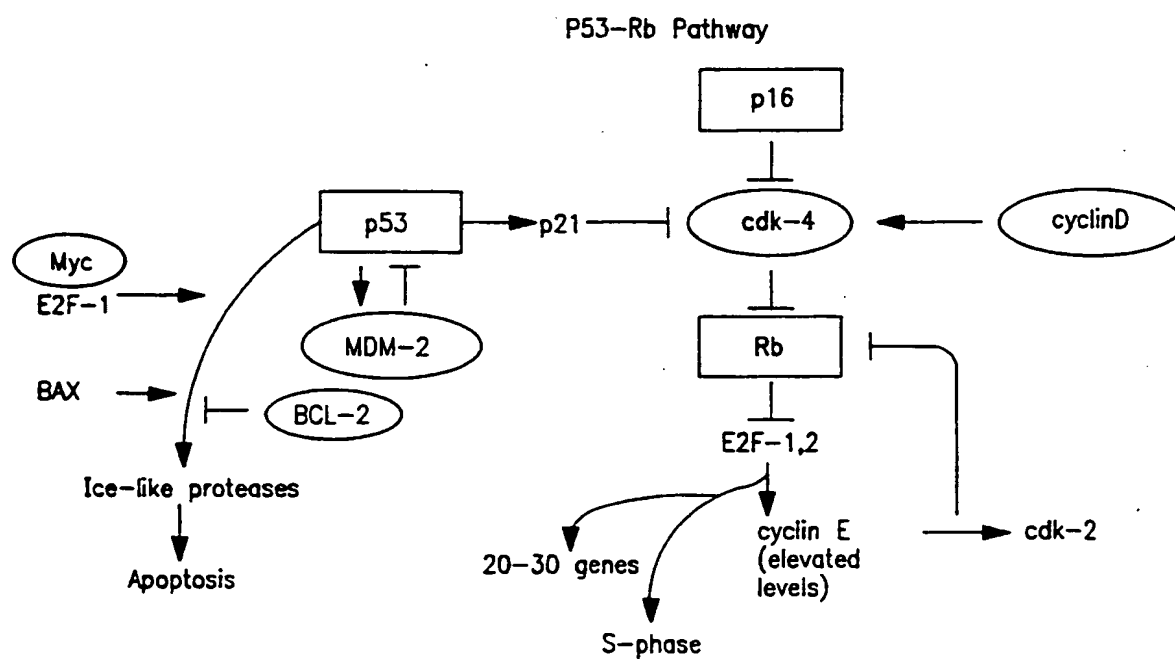 P53-Rb Pathway
p16
p53
p21
cdk-4
cyclinD
Myc
E2F-1
MDM-2
Rb
BAX
BCL-2
E2F-1,2
Ice-like proteases
cyclin E
(elevated
levels)
cdk-2
20-30 genes
Apoptosis
S-phase